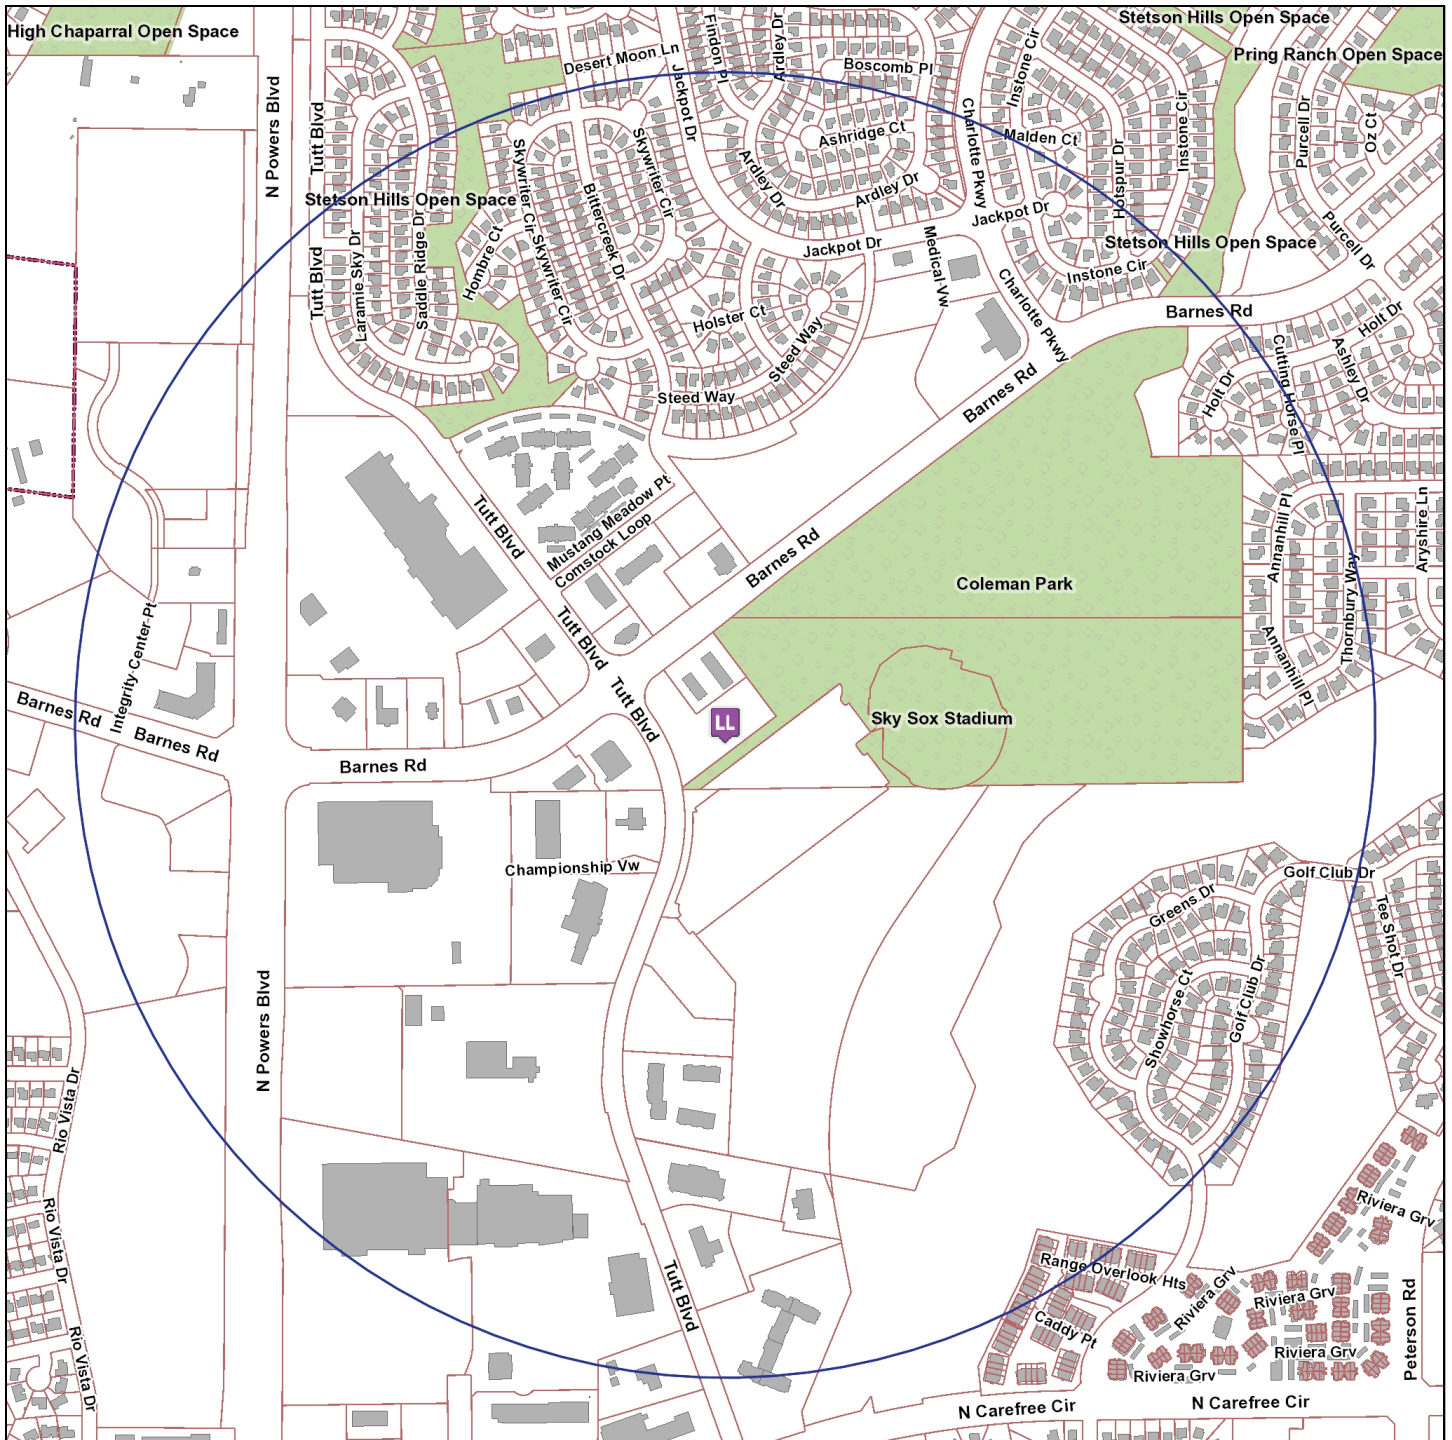 High Chaparral Open Space
Stetson Hills Open Space
Pring Ranch Open Space
Desert Moon Ln
Findon Pl
Ardley Dr
Boscomb Pl
Instone Cir
N Powers Blvd
Tutt Blvd
Jackpot Dr
Charlotte Pkwy
Malden Ct
Instone Cir
Purcell Dr
Oz Ct
Ashridge Ct
Skywriter Cir
Skywriter Cir
Ardley Dr
Ardley Dr
Hotspur Dr
Stetson Hills Open Space
Bittercreek Dr
Jackpot Dr
Purcell Dr
Laramie Sky Dr
Saddle Ridge Dr
Hombre Ct
Skywriter Cir
Jackpot Dr
Medical Vw
Stetson Hills Open Space
Tutt Blvd
Instone Cir
Charlotte Pkwy
Holster Ct
Steed Way
Barnes Rd
Holt Dr
Cutting Horse Pl
Ashley Dr
Holt Dr
Steed Way
Barnes Rd
Tutt Blvd
Mustang Meadow Pt
Comstock Loop
Barnes Rd
Annanhill Pl
Aryshire Ln
Coleman Park
Thornbury Way
Integrity Center Pt
Tutt Blvd
Annanhill Pl
Barnes Rd
Barnes Rd
Tutt Blvd
LL
Sky Sox Stadium
Barnes Rd
Championship Vw
Golf Club Dr
Greens Dr
Tee Shot Dr
N Powers Blvd
Showhorse Ct
Golf Club Dr
Rio Vista Dr
Rio Vista Dr
Riviera Grv
Tutt Blvd
Range Overlook Hts
Riviera Grv
Riviera Grv
Peterson Rd
Caddy Pt
Rio Vista Dr
Riviera Grv
Riviera Grv
N Carefree Cir
N Carefree Cir